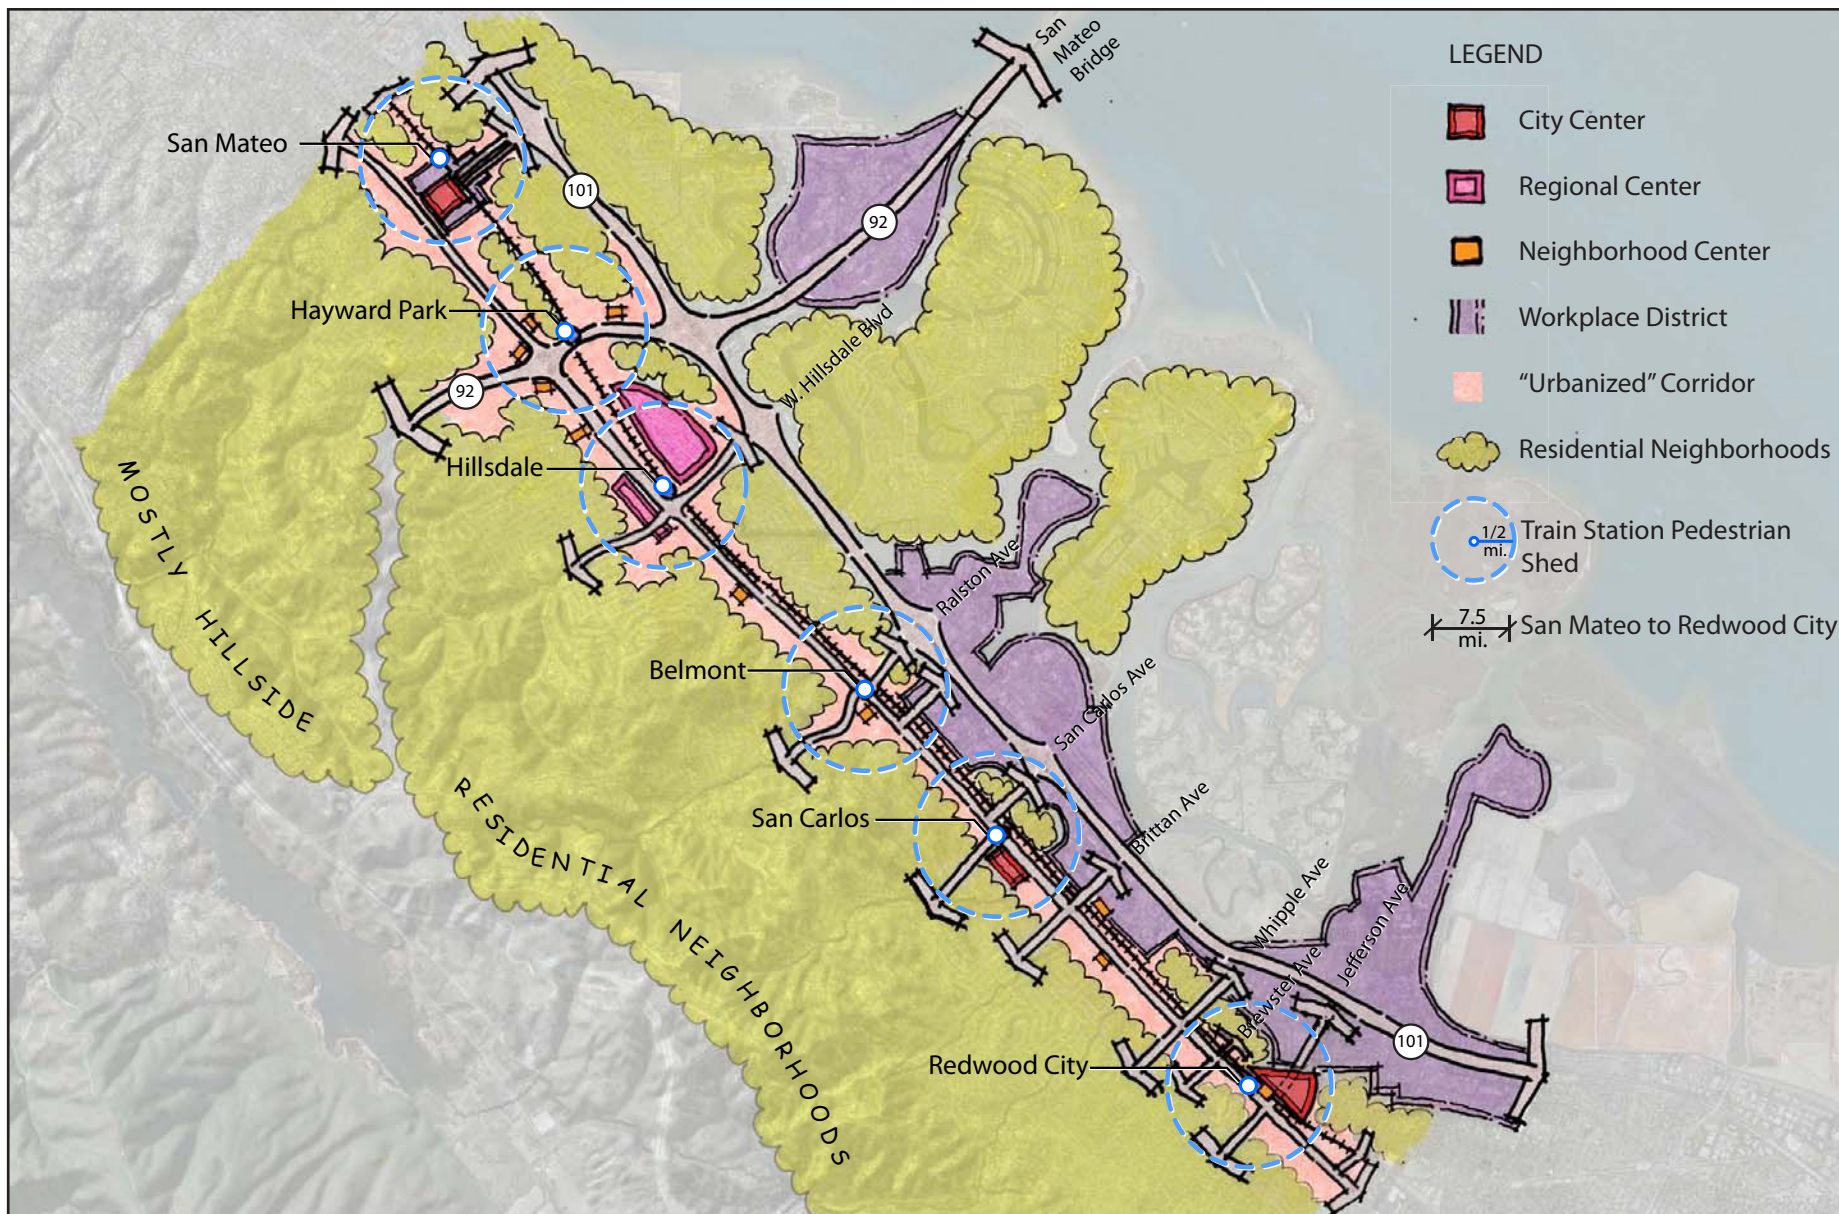 San
Mateo
Bridge
LEGEND
City Center
Regional Center
Neighborhood Center
Workplace District
“Urbanized” Corridor
Residential Neighborhoods
1/2
mi.
Train Station Pedestrian
Shed
7.5
mi.
San Mateo to Redwood City
San Mateo
101
92
Hayward Park
W. Hillsdale Blvd
92
Hillsdale
MOSTLY HILLSIDE
RESIDENTIAL NEIGHBORHOODS
Ralston Ave
Belmont
San Carlos Ave
San Carlos
Brittan Ave
Whipple Ave
Jefferson Ave
Brewster Ave
101
Redwood City